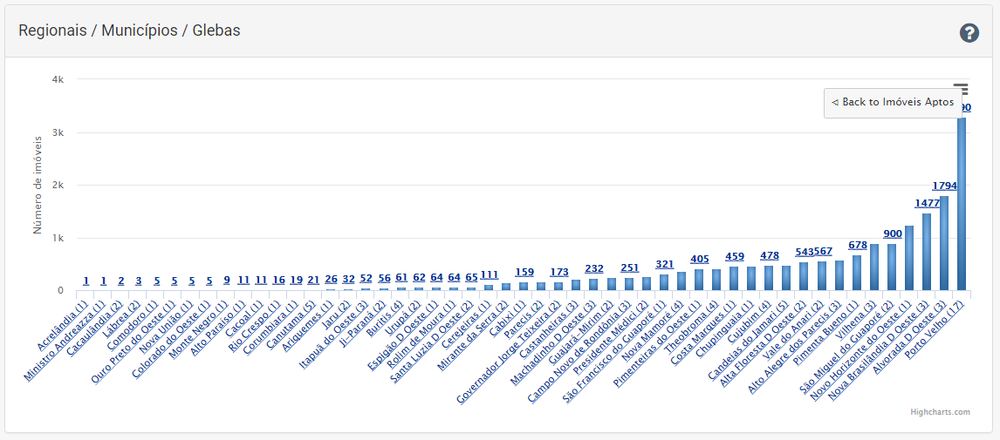 Regionais / Municípios / Glebas
?
4k
3k
2k
1k
0
Número de imóveis
◁ Back to Imóveis Aptos
1
1
2
3
5
5
5
5
9
11
11
16
19
21
26
32
52
56
61
62
64
64
65
111
159
173
232
251
321
405
459
478
543
567
678
900
1477
1794
90
Acrelândia (1)
Ministro Andreazza (1)
Cacaulândia (2)
Lábrea (2)
Comodoro (1)
Ouro Preto do Oeste (1)
Nova União (1)
Colorado do Oeste (1)
Monte Negro (1)
Alto Paraíso (1)
Cacoal (1)
Rio Crespo (1)
Corumbiara (1)
Canutama (5)
Ariquemes (1)
Jaru (2)
Itapuã do Oeste (3)
Ji-Paraná (2)
Buritis (4)
Urupá (2)
Espigão D Oeste (1)
Rolim de Moura (1)
Santa Luzia D Oeste (2)
Cerejeiras (1)
Mirante da Serra (2)
Cabixi (1)
Parecis (2)
Governador Jorge Teixeira (2)
Castanheiras (3)
Machadinho D Oeste (3)
Guajará-Mirim (2)
Campo Novo de Rondônia (3)
Presidente Médici (2)
São Francisco do Guaporé (1)
Nova Mamoré (4)
Pimenteiras do Oeste (1)
Theobroma (4)
Costa Marques (1)
Chupinguaia (1)
Cujubim (4)
Candeias do Jamari (5)
Alta Floresta D Oeste (2)
Vale do Anari (2)
Alto Alegre dos Parecis (3)
Pimenta Bueno (1)
Vilhena (3)
São Miguel do Guaporé (2)
Novo Horizonte do Oeste (1)
Nova Brasilândia D Oeste (3)
Alvorada D Oeste (3)
Porto Velho (17)
Highcharts.com